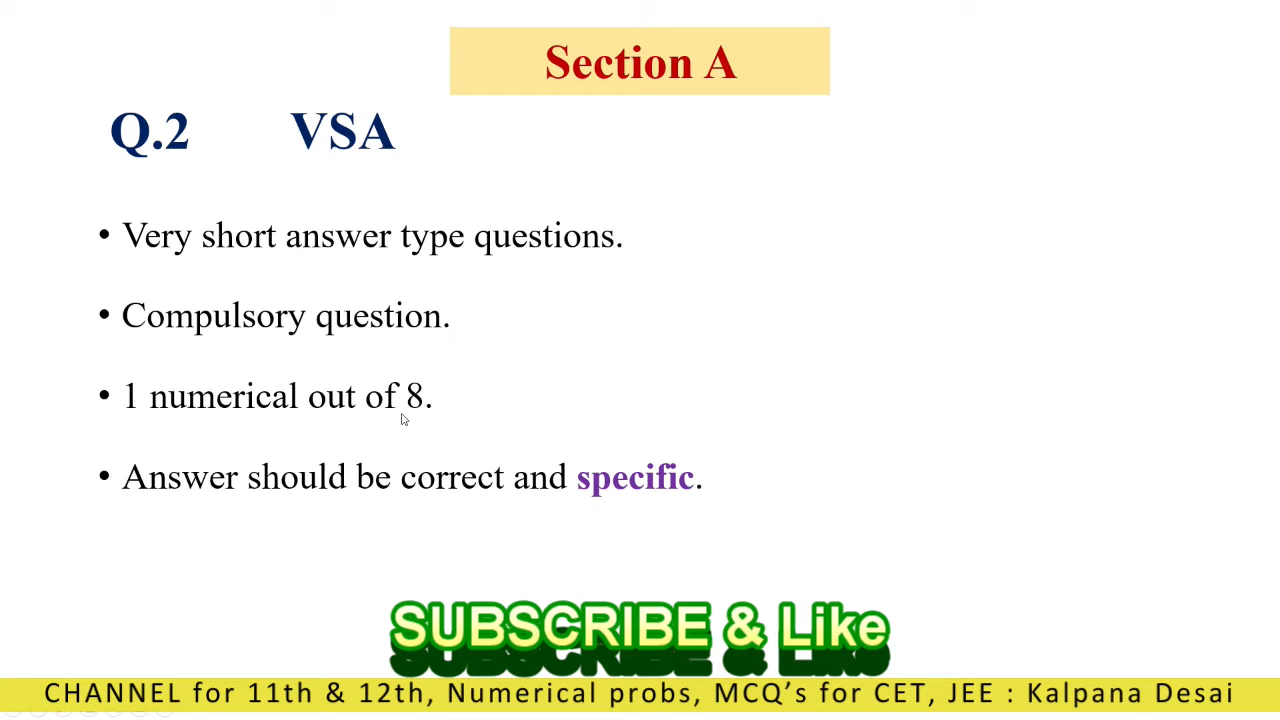 Section A
Q.2 VSA
• Very short answer type questions.
• Compulsory question.
• 1 numerical out of 8.
• Answer should be correct and specific.
SUBSCRIBE & Like
CHANNEL for 11th & 12th, Numerical probs, MCQ’s for CET, JEE : Kalpana Desai